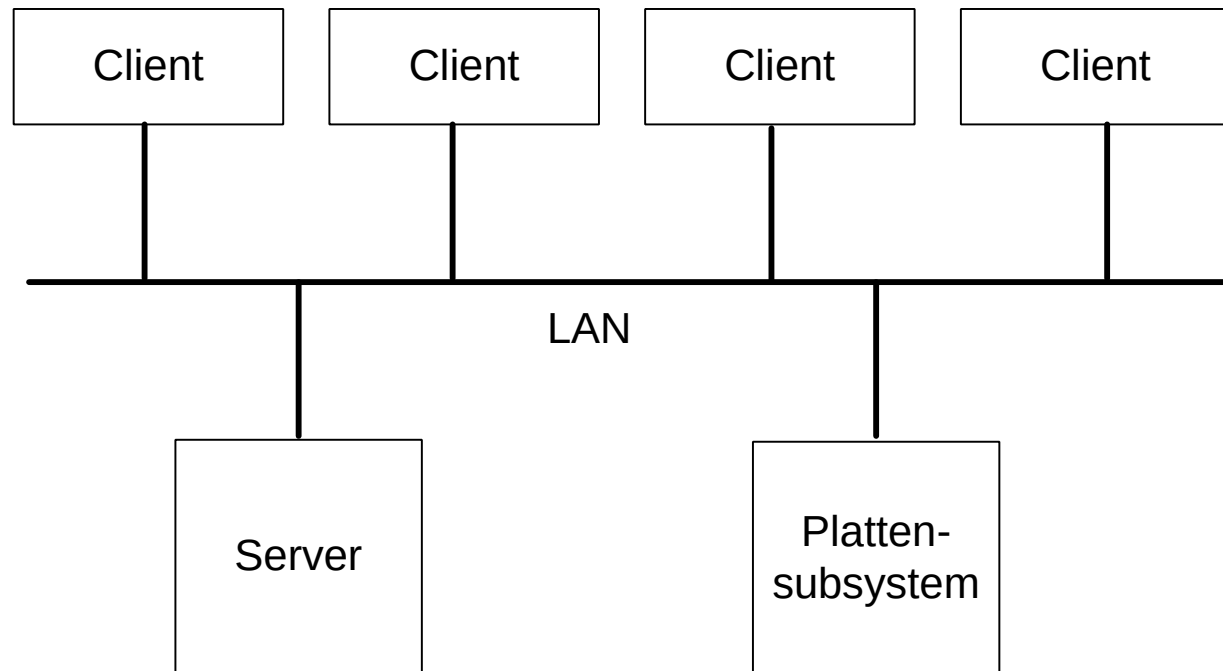 Client
Client
Client
Client
LAN
Server
Platten-
subsystem